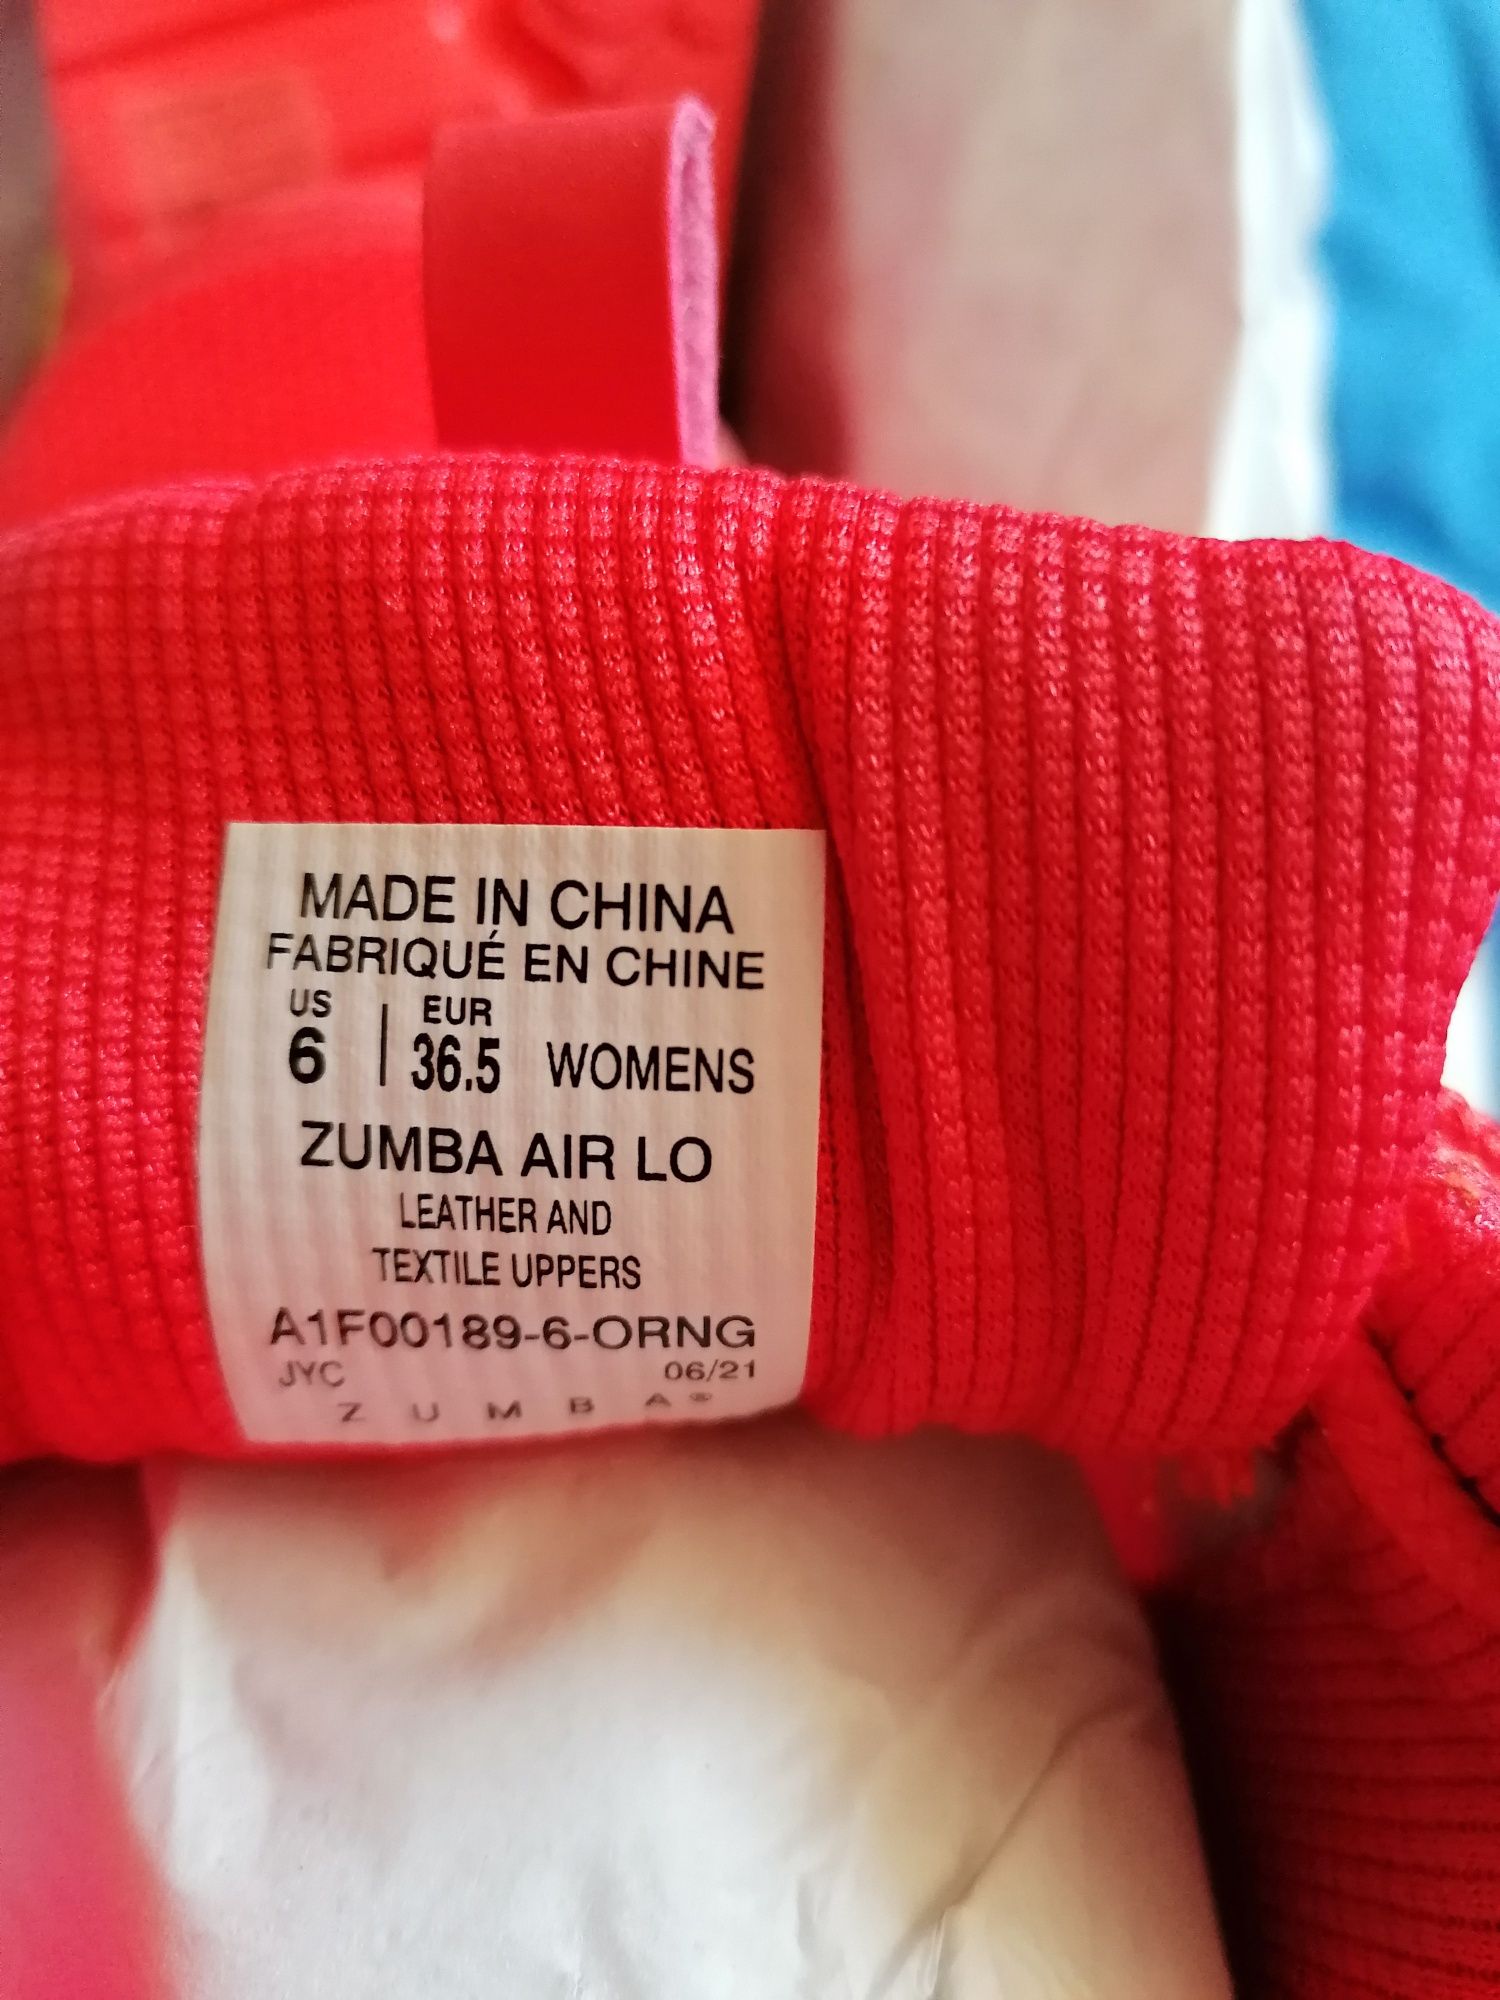 MADE IN CHINA
FABRIQUÉ EN CHINE
US EUR
6 | 36.5 WOMENS
ZUMBA AIR LO
LEATHER AND
TEXTILE UPPERS
A1F00189-6-ORNG
JYC 06/21
ZUMBA®